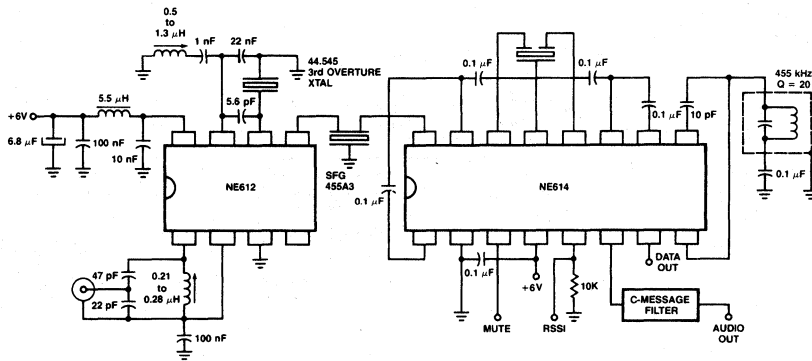 0.5
to
1.3 μH
1 nF
22 nF
44.545
3rd OVERTURE
XTAL
0.1 μF
0.1 μF
455 kHz
Q = 20
+6V
5.5 μH
5.6 pF
0.1 μF
10 pF
6.8 μF
100 nF
10 nF
NE612
SFG
455A3
0.1 μF
NE614
0.1 μF
47 pF
22 pF
0.21
to
0.28 μH
100 nF
0.1 μF
+6V
MUTE
RSSI
10K
DATA
OUT
C-MESSAGE
FILTER
AUDIO
OUT